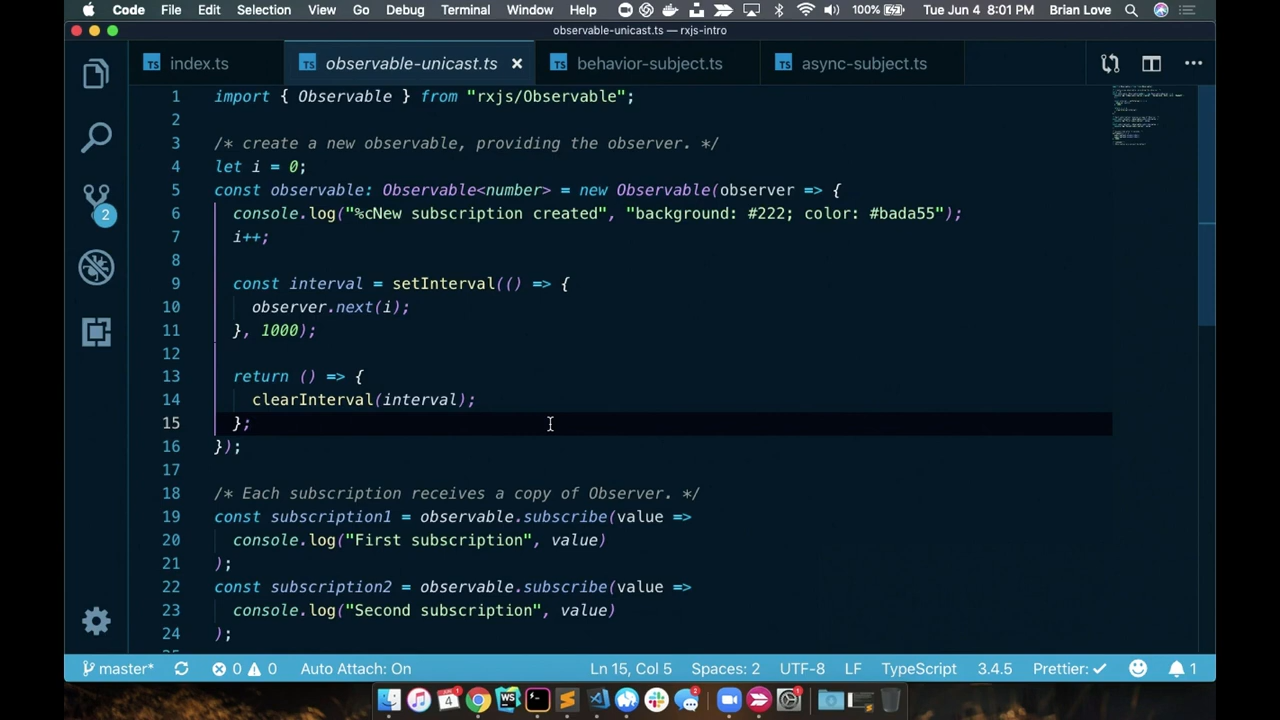 Code File Edit Selection View Go Debug Terminal Window Help 100% Tue Jun 4 8:01 PM Brian Love
observable-unicast.ts — rxjs-intro
TS index.ts TS observable-unicast.ts × TS behavior-subject.ts TS async-subject.ts
1 import { Observable } from "rxjs/Observable";
2
3 /* create a new observable, providing the observer. */
4 let i = 0;
5 const observable: Observable<number> = new Observable(observer => {
6 console.log("%cNew subscription created", "background: #222; color: #bada55");
7 i++;
8
9 const interval = setInterval(() => {
10 observer.next(i);
11 }, 1000);
12
13 return () => {
14 clearInterval(interval);
15 };
16 });
17
18 /* Each subscription receives a copy of Observer. */
19 const subscription1 = observable.subscribe(value =>
20 console.log("First subscription", value)
21 );
22 const subscription2 = observable.subscribe(value =>
23 console.log("Second subscription", value)
24 );
2
master* 0 0 Auto Attach: On Ln 15, Col 5 Spaces: 2 UTF-8 LF TypeScript 3.4.5 Prettier: ✓ 1
4 WS